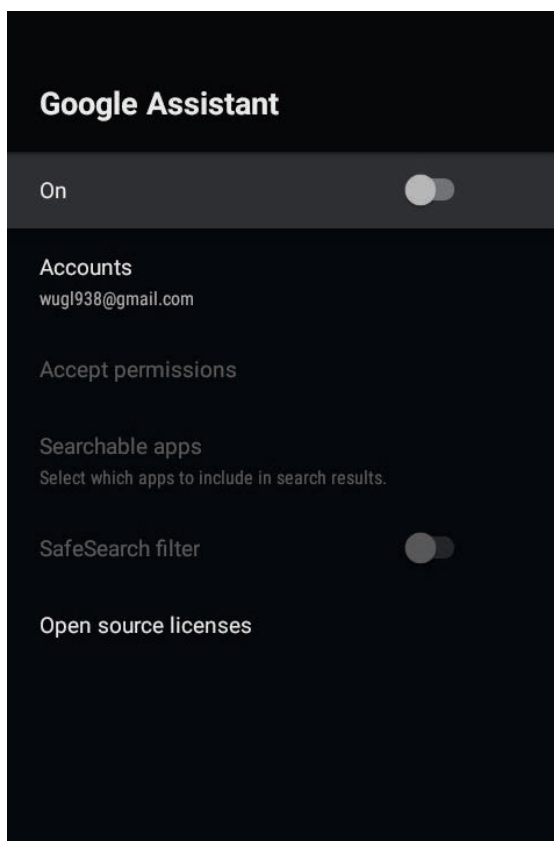 Google Assistant
On
Accounts
wugl938@gmail.com
Accept permissions
Searchable apps
Select which apps to include in search results.
SafeSearch filter
Open source licenses